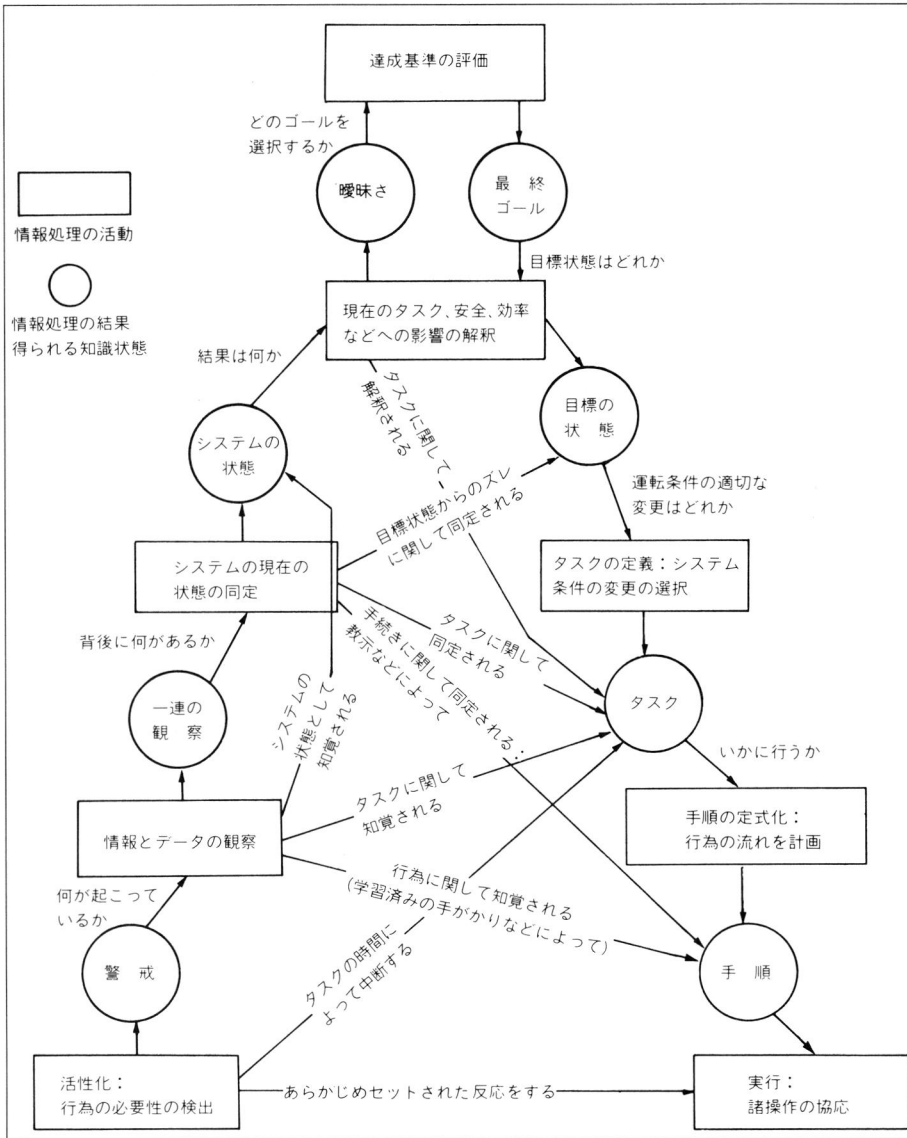 達成基準の評価
どのゴールを
選択するか
曖昧さ
最終
ゴール
情報処理の活動
目標状態はどれか
情報処理の結果
得られる知識状態
現在のタスク、安全、効率
などへの影響の解釈
結果は何か
タスクに関して
解釈される
目標の
状態
システムの
状態
運転条件の適切な
変更はどれか
目標状態からのズレ
に関して同定される
システムの現在の
状態の同定
タスクの定義：システム
条件の変更の選択
背後に何があるか
タスクに関して
同定される
手続きに関して同定される：
教示などによって
一連の
観察
システムの
状態として
知覚される
タスク
いかに行うか
タスクに関して
知覚される
情報とデータの観察
手順の定式化：
行為の流れを計画
何が起こって
いるか
行為に関して知覚される
(学習済みの手がかりなどによって)
警戒
タスクの時間に
よって中断する
手順
活性化：
行為の必要性の検出
あらかじめセットされた反応をする
実行：
諸操作の協応